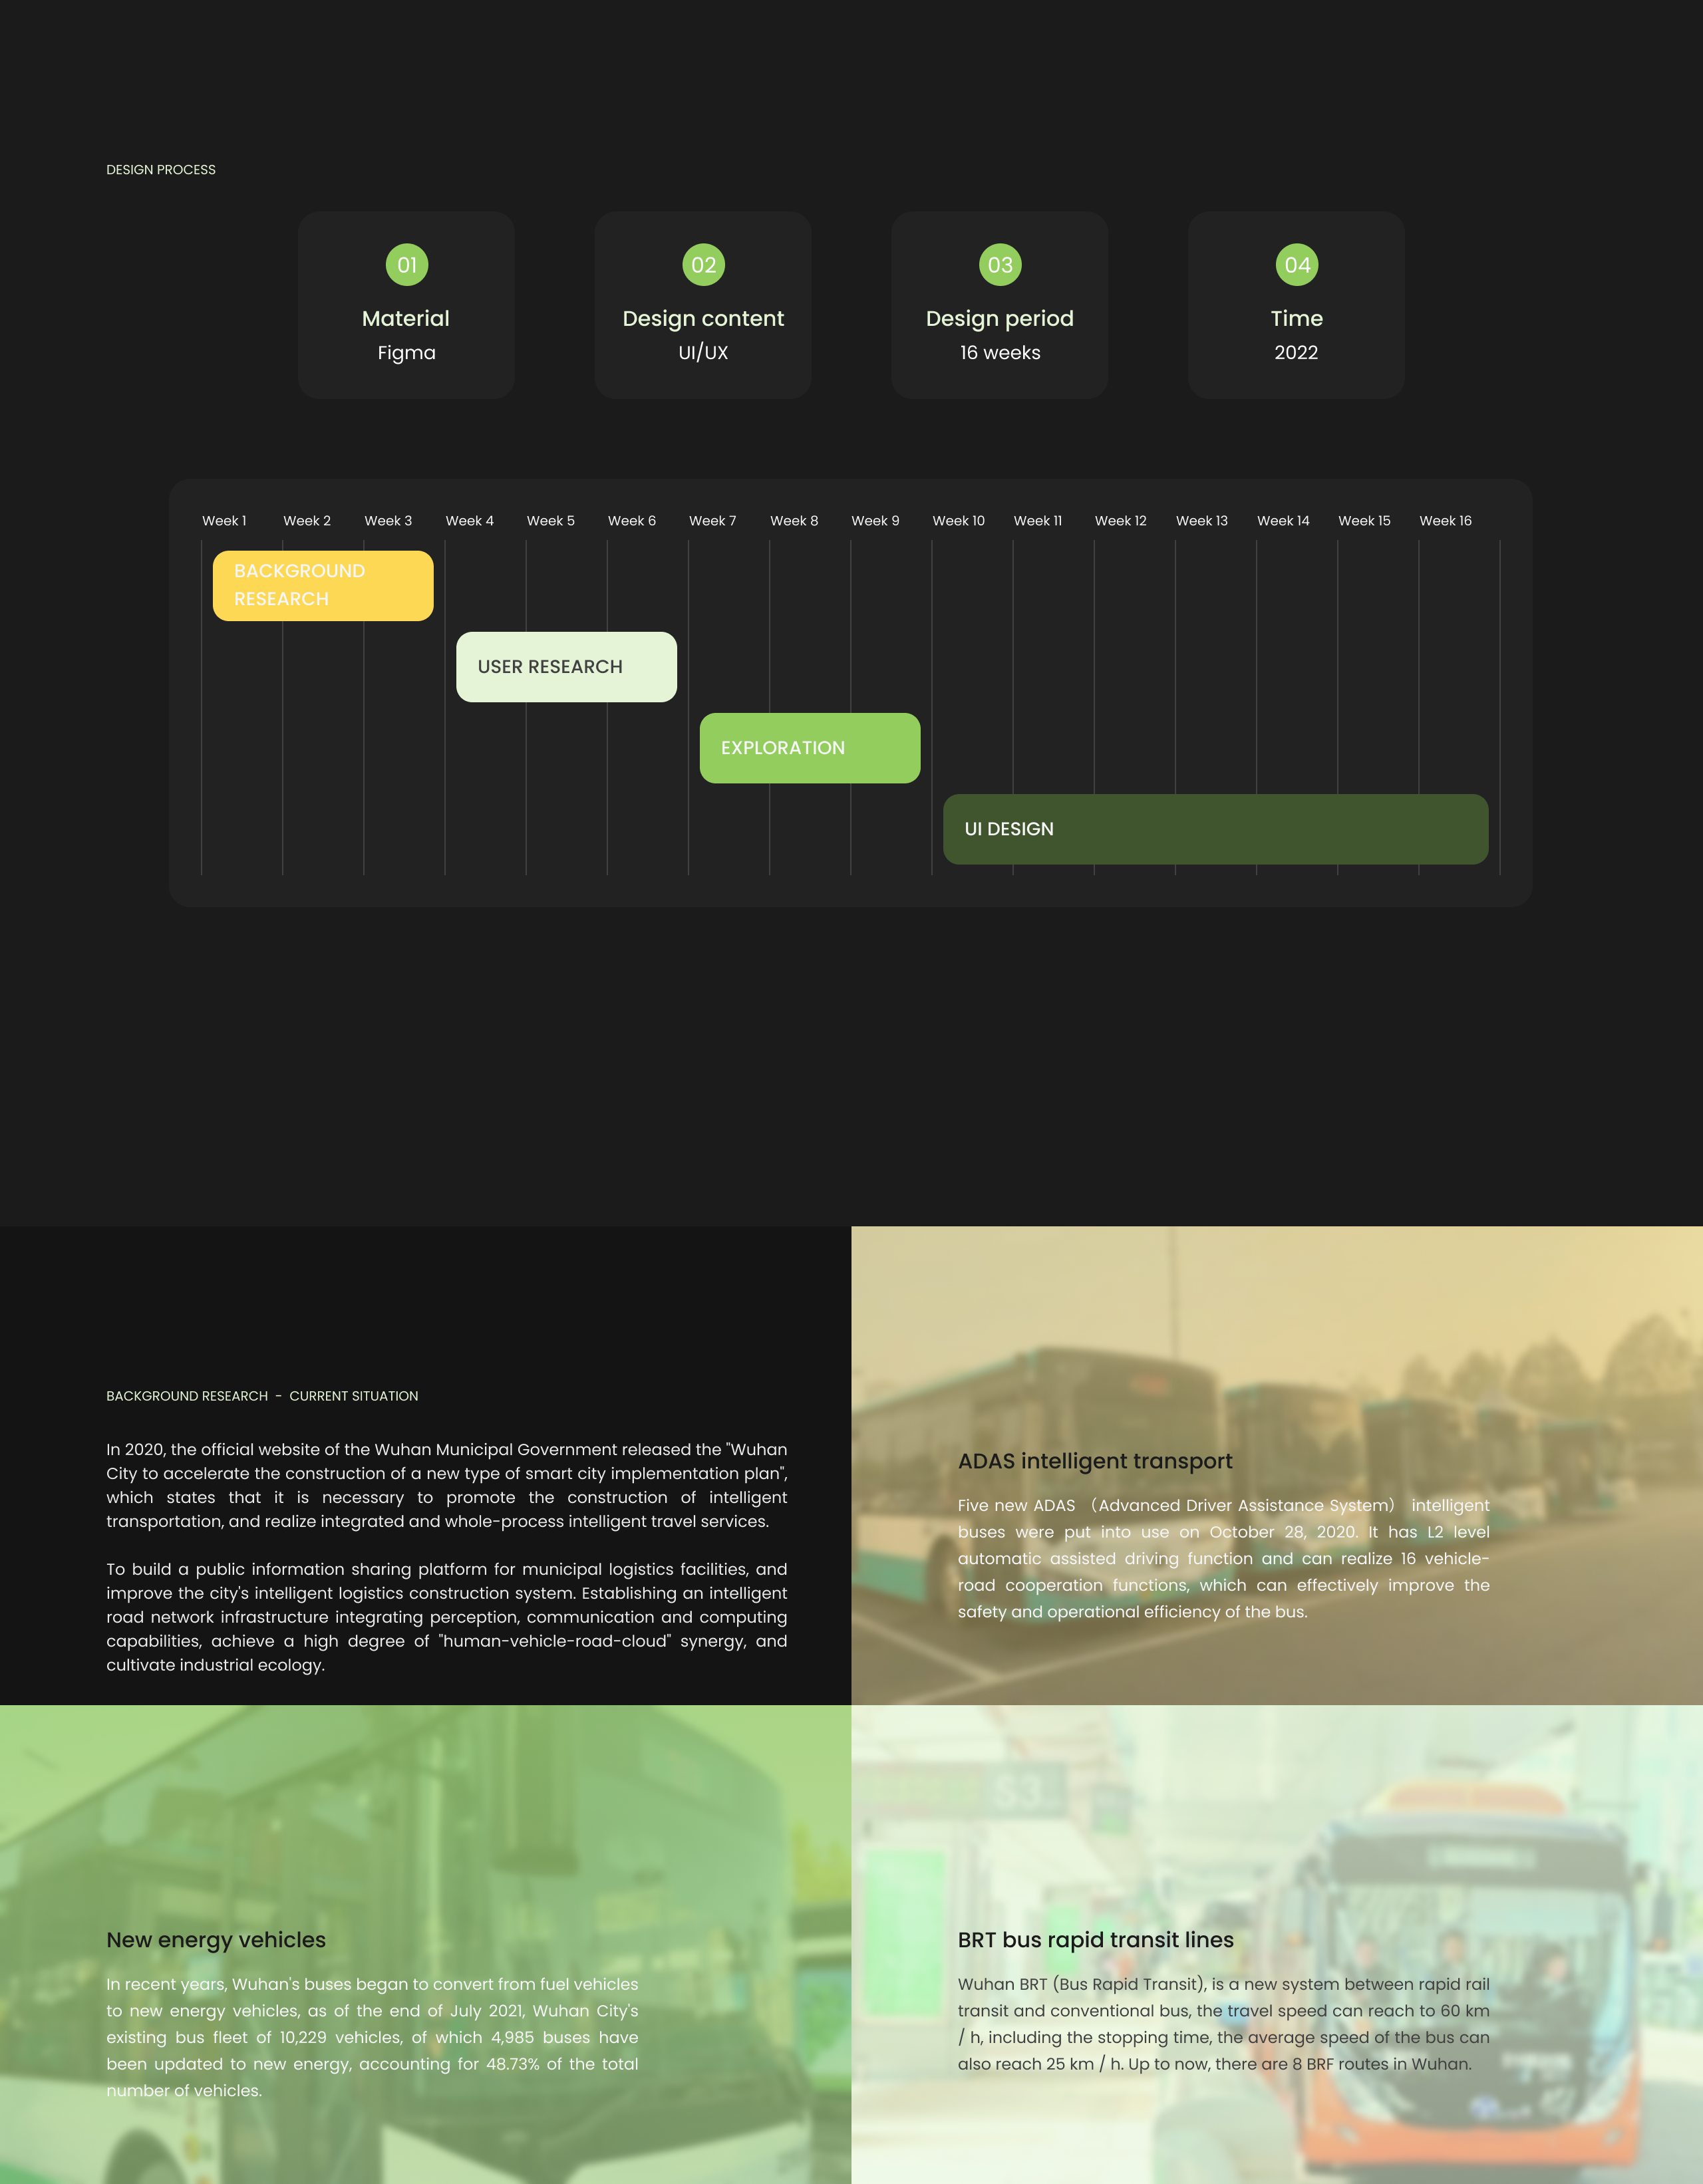 DESIGN PROCESS
01
Material
Figma
02
Design content
UI/UX
03
Design period
16 weeks
04
Time
2022
Week 1 Week 2 Week 3 Week 4 Week 5 Week 6 Week 7 Week 8 Week 9 Week 10 Week 11 Week 12 Week 13 Week 14 Week 15 Week 16
BACKGROUND
RESEARCH
USER RESEARCH
EXPLORATION
UI DESIGN
BACKGROUND RESEARCH - CURRENT SITUATION
In 2020, the official website of the Wuhan Municipal Government released the "Wuhan
City to accelerate the construction of a new type of smart city implementation plan",
which states that it is necessary to promote the construction of intelligent
transportation, and realize integrated and whole-process intelligent travel services.
To build a public information sharing platform for municipal logistics facilities, and
improve the city's intelligent logistics construction system. Establishing an intelligent
road network infrastructure integrating perception, communication and computing
capabilities, achieve a high degree of "human-vehicle-road-cloud" synergy, and
cultivate industrial ecology.
ADAS intelligent transport
Five new ADAS （Advanced Driver Assistance System） intelligent
buses were put into use on October 28, 2020. It has L2 level
automatic assisted driving function and can realize 16 vehicle-
road cooperation functions, which can effectively improve the
safety and operational efficiency of the bus.
New energy vehicles
In recent years, Wuhan's buses began to convert from fuel vehicles
to new energy vehicles, as of the end of July 2021, Wuhan City's
existing bus fleet of 10,229 vehicles, of which 4,985 buses have
been updated to new energy, accounting for 48.73% of the total
number of vehicles.
S3
BRT bus rapid transit lines
Wuhan BRT (Bus Rapid Transit), is a new system between rapid rail
transit and conventional bus, the travel speed can reach to 60 km
/ h, including the stopping time, the average speed of the bus can
also reach 25 km / h. Up to now, there are 8 BRF routes in Wuhan.